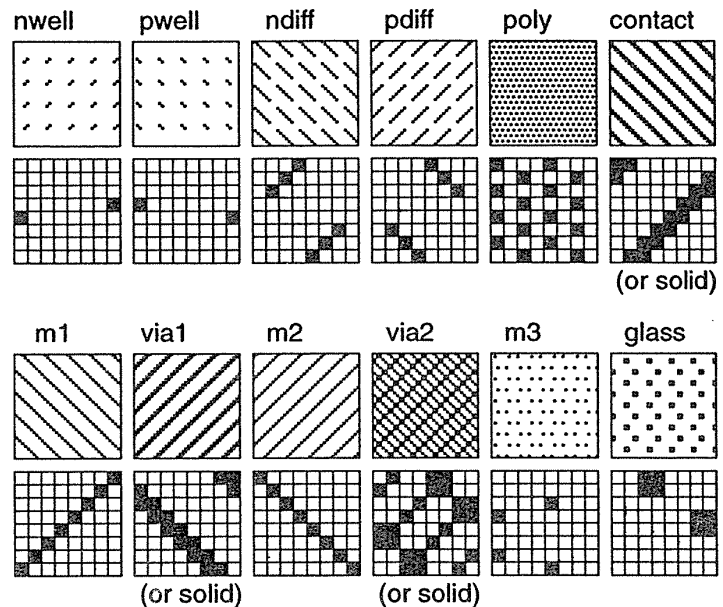 nwell pwell ndiff pdiff poly contact
(or solid)
m1 via1 m2 via2 m3 glass
(or solid) (or solid)